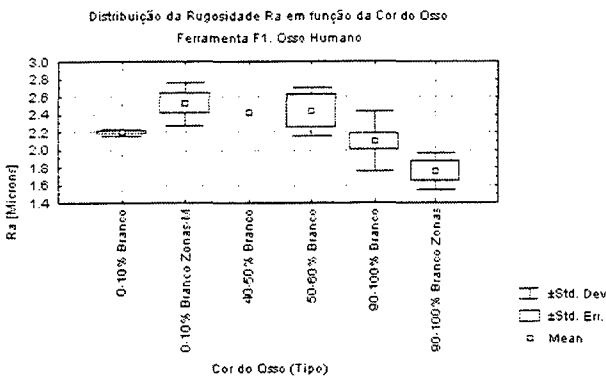 Distribuição da Rugosidade Ra em função da Cor do Osso
Ferramenta F1. Osso Humano
3.0
2.8
2.6
2.4
2.2
2.0
1.8
1.6
1.4
Ra [Microns]
0-10% Branco
0-10% Branco Zonas M
40-50% Branco
50-60% Branco
90-100% Branco
90-100% Branco Zonas
Cor do Osso (Tipo)
±Std. Dev
±Std. Err.
Mean